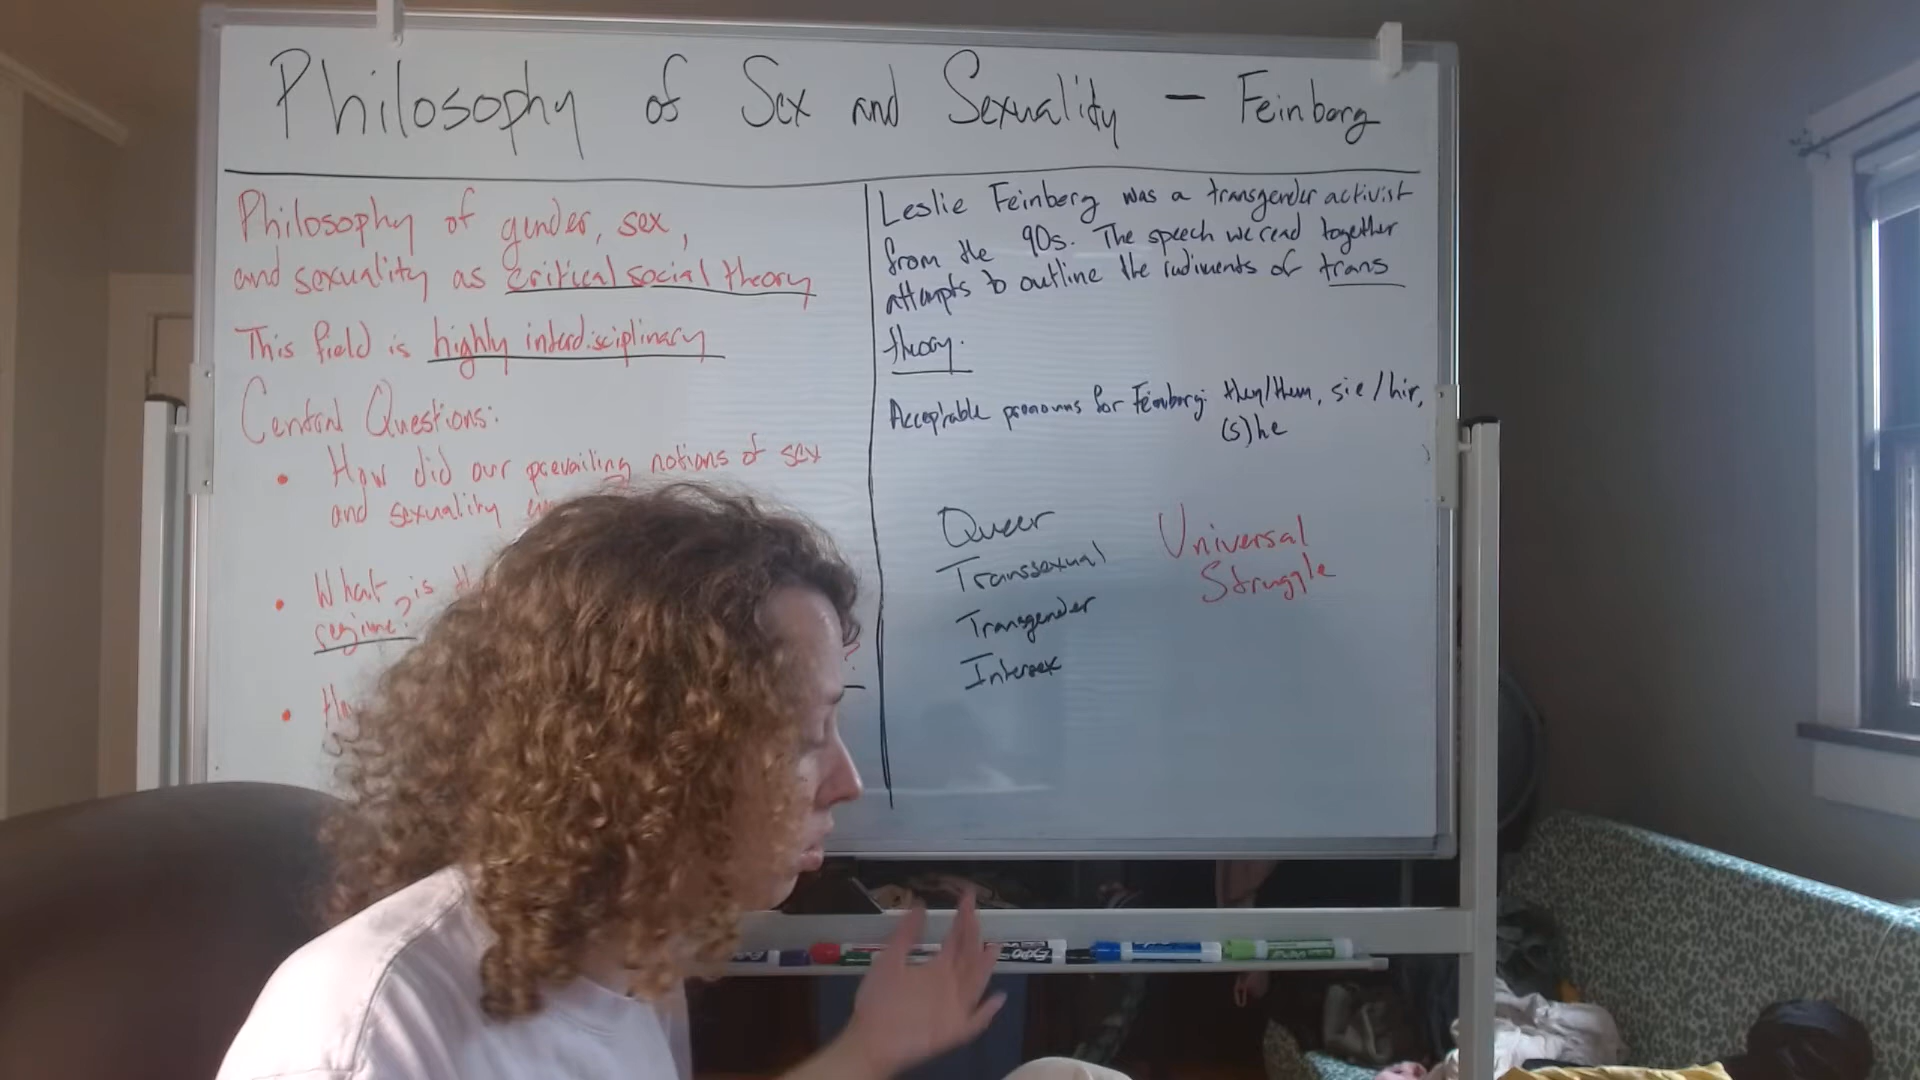 Philosophy of Sex and Sexuality - Feinberg
Philosophy of gender, sex,
and sexuality as critical social theory
This field is highly interdisciplinary
Central Questions:
• How did our prevailing notions of sex
and sexuality
• What is
regime?
?
Leslie Feinberg was a transgender activist
from the 90s. The speech we read together
attempts to outline the rudiments of trans
theory.
Acceptable pronouns for Feinberg: they/them, sie/hir,
(s)he
Queer
Transsexual
Transgender
Intersex
Universal
Struggle
EXPO